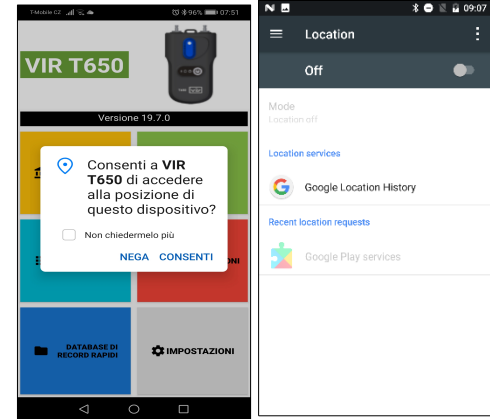 T-Mobile CZ
96%
07:51
VIR T650
Versione 19.7.0
Consenti a VIR
T650 di accedere
alla posizione di
questo dispositivo?
Non chiedermelo più
NEGA CONSENTI
DATABASE DI
RECORD RAPIDI
IMPOSTAZIONI
09:07
Location
Off
Mode
Location off
Location services
Google Location History
Recent location requests
Google Play services